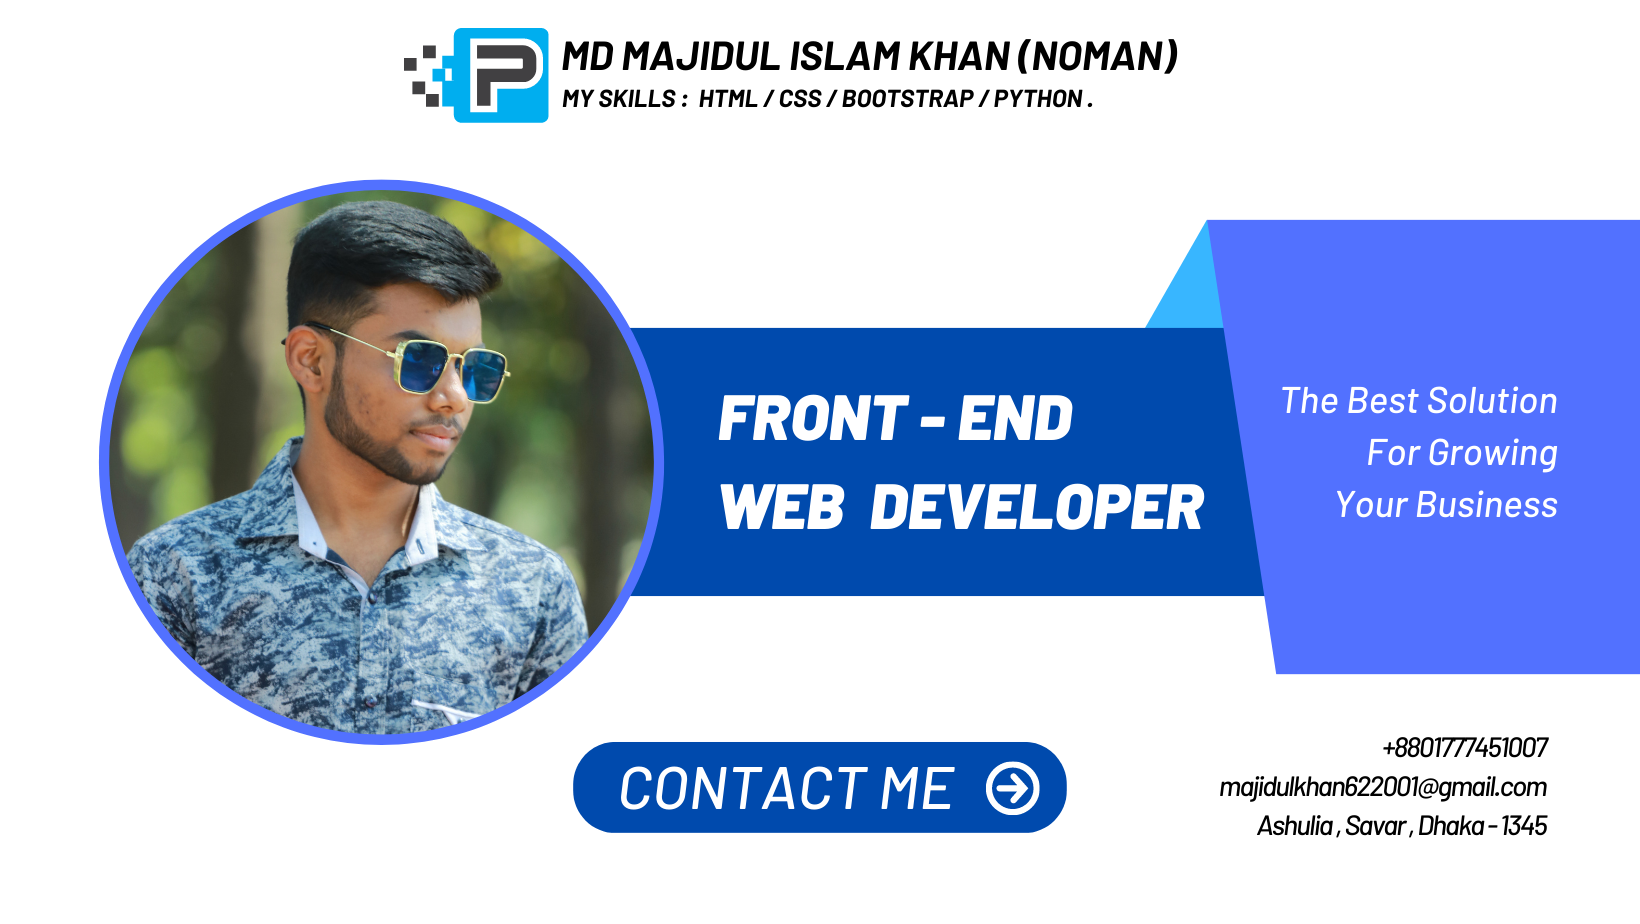 P
MD MAJIDUL ISLAM KHAN (NOMAN)
MY SKILLS : HTML / CSS / BOOTSTRAP / PYTHON .
FRONT - END
WEB DEVELOPER
The Best Solution
For Growing
Your Business
CONTACT ME
+8801777451007
majidulkhan622001@gmail.com
Ashulia , Savar , Dhaka - 1345